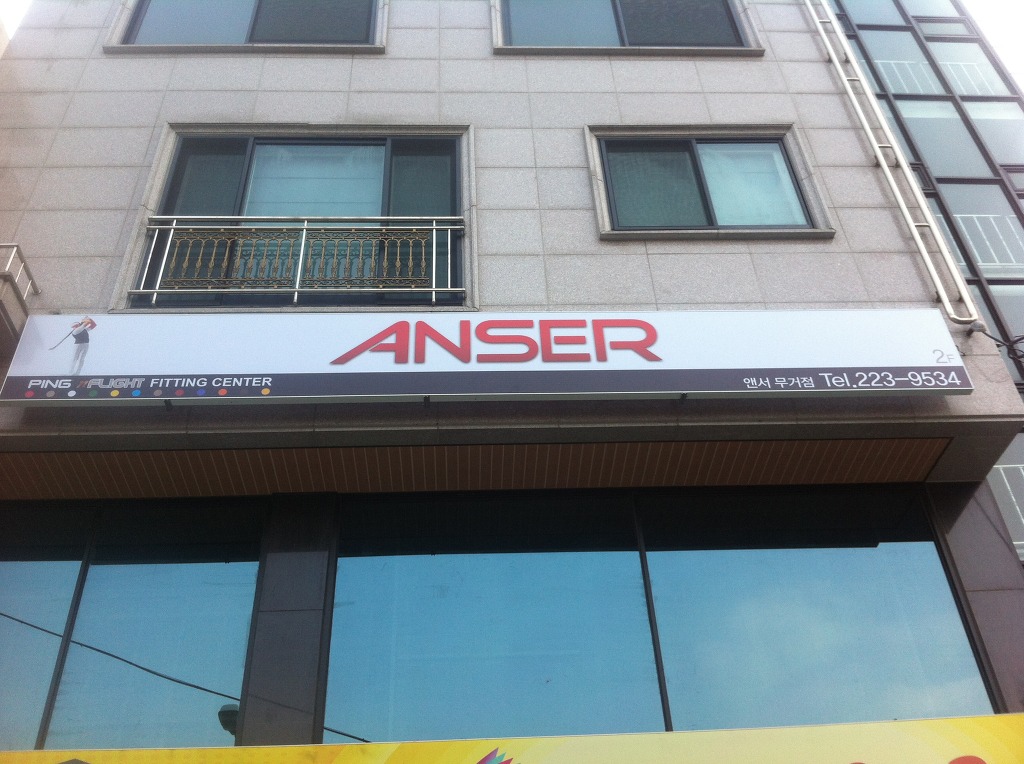 ANSER
2F
PING nFLIGHT FITTING CENTER
앤서 무거점 Tel.223-9534